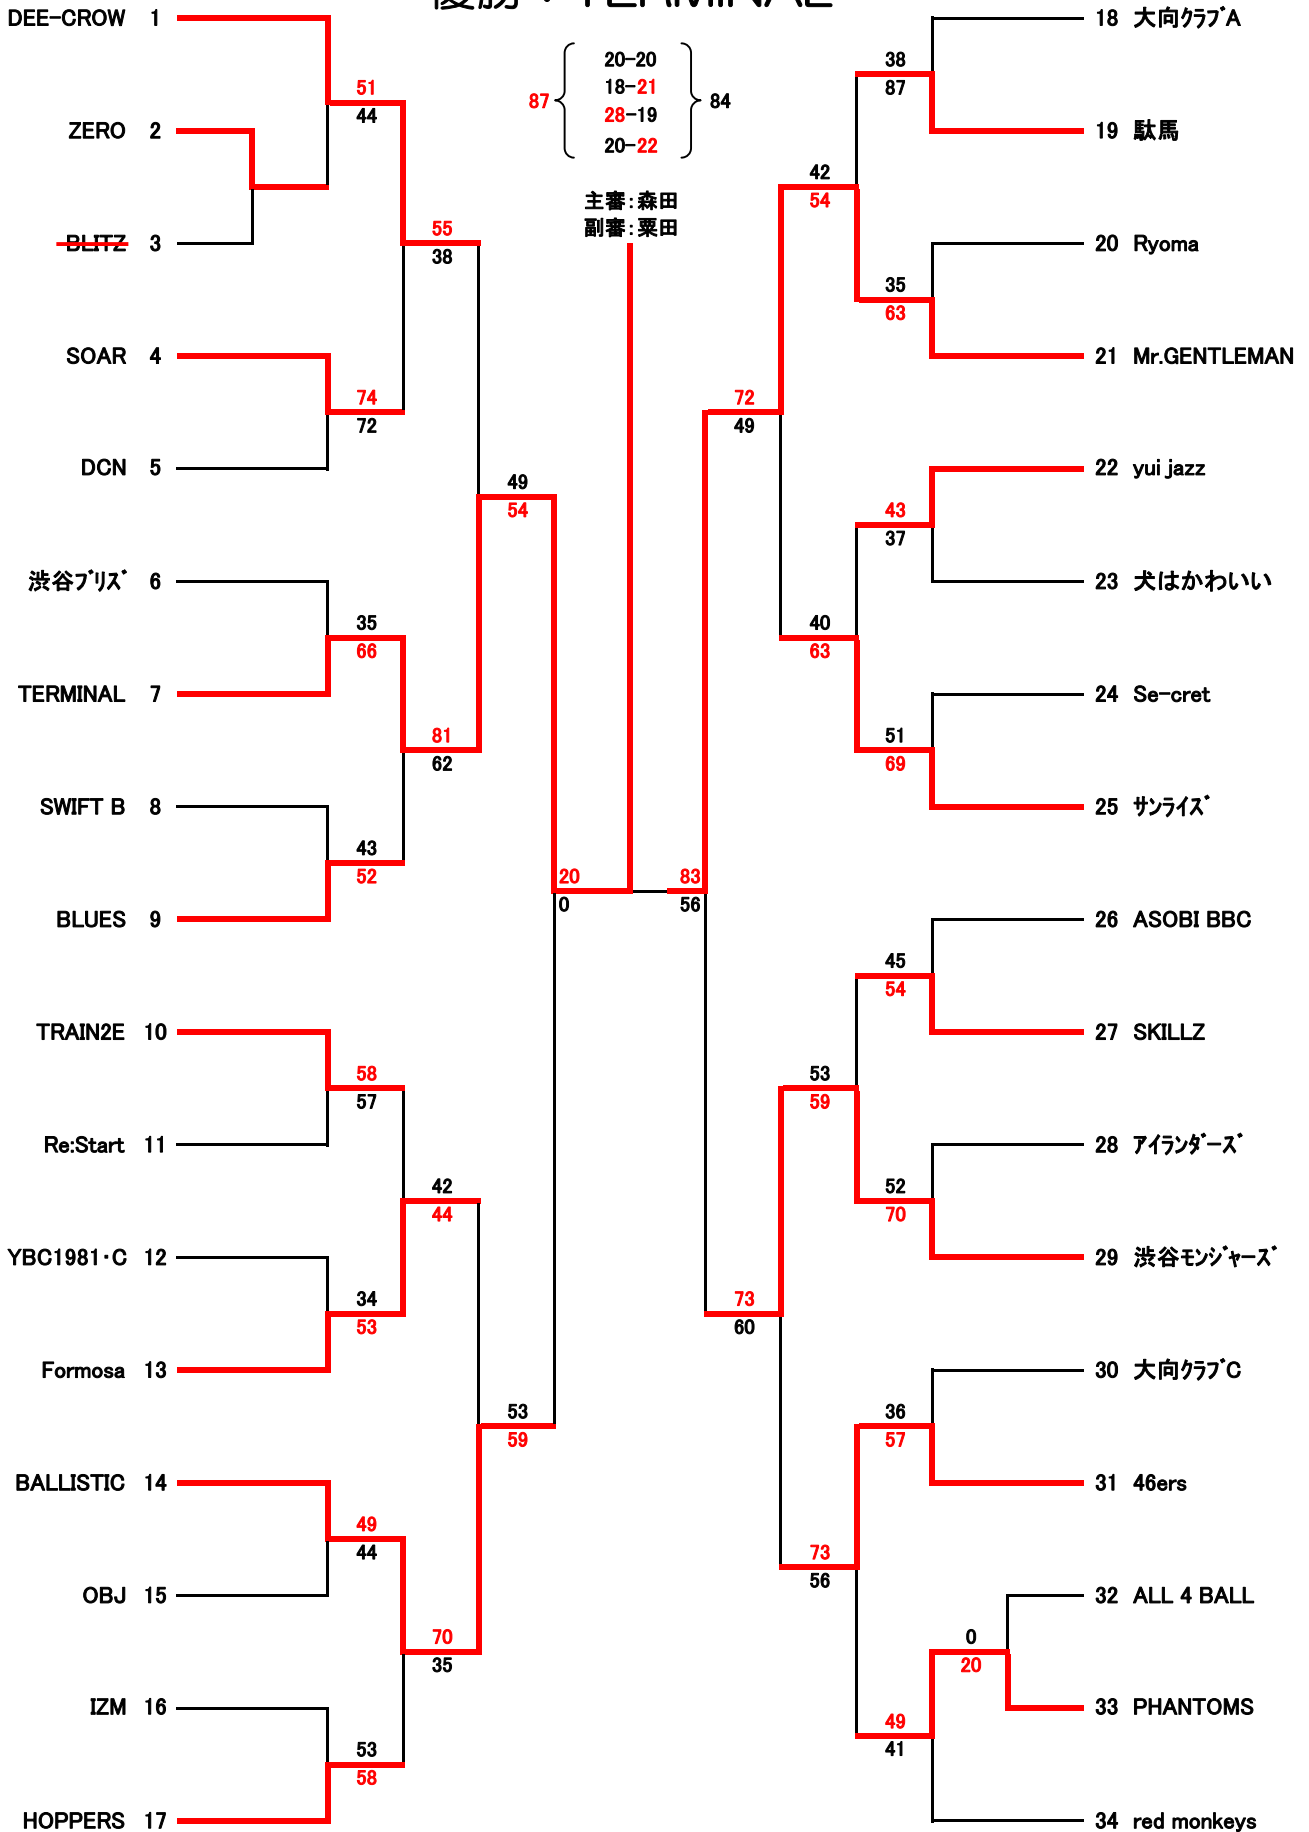 優勝・TERMINAL
DEE-CROW 1
51
44
ZERO 2
BLITZ 3
55
38
SOAR 4
74
72
DCN 5
49
54
渋谷ブリズ 6
35
66
TERMINAL 7
81
62
SWIFT B 8
43
52
BLUES 9
20
0
TRAIN2E 10
58
57
Re:Start 11
42
44
YBC1981・C 12
34
53
Formosa 13
53
59
BALLISTIC 14
49
44
OBJ 15
70
35
IZM 16
53
58
HOPPERS 17
20-20
18-21
87 84
28-19
20-22
主審:森田
副審:粟田
18 大向クラブA
38
87
19 駄馬
42
54
20 Ryoma
35
63
21 Mr.GENTLEMAN
72
49
22 yui jazz
43
37
23 犬はかわいい
40
63
24 Se-cret
51
69
25 サンライズ
83
56
26 ASOBI BBC
45
54
27 SKILLZ
53
59
28 アイランダーズ
52
70
29 渋谷モンジャーズ
73
60
30 大向クラブC
36
57
31 46ers
73
56
32 ALL 4 BALL
0
20
33 PHANTOMS
49
41
34 red monkeys